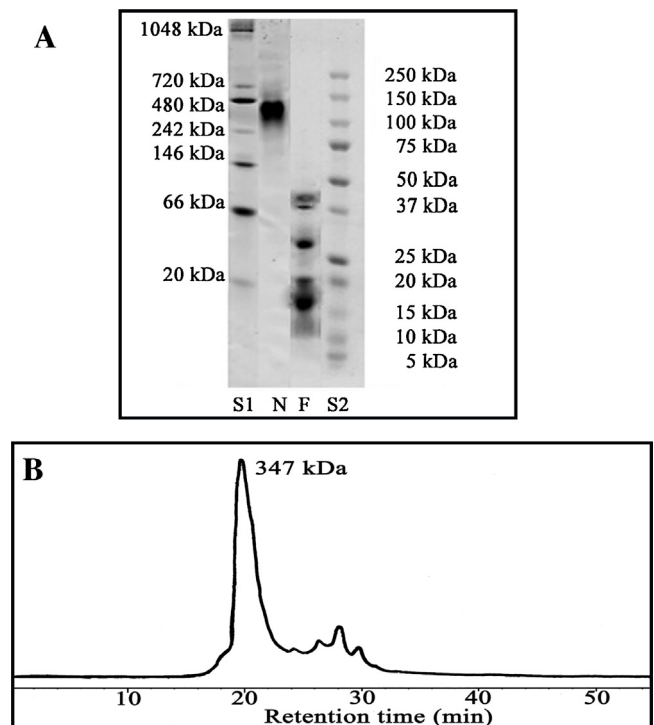 A
1048 kDa
720 kDa
480 kDa
242 kDa
146 kDa
66 kDa
20 kDa
250 kDa
150 kDa
100 kDa
75 kDa
50 kDa
37 kDa
25 kDa
20 kDa
15 kDa
10 kDa
5 kDa
S1 N F S2
B
347 kDa
10 20 30 40 50
Retention time (min)